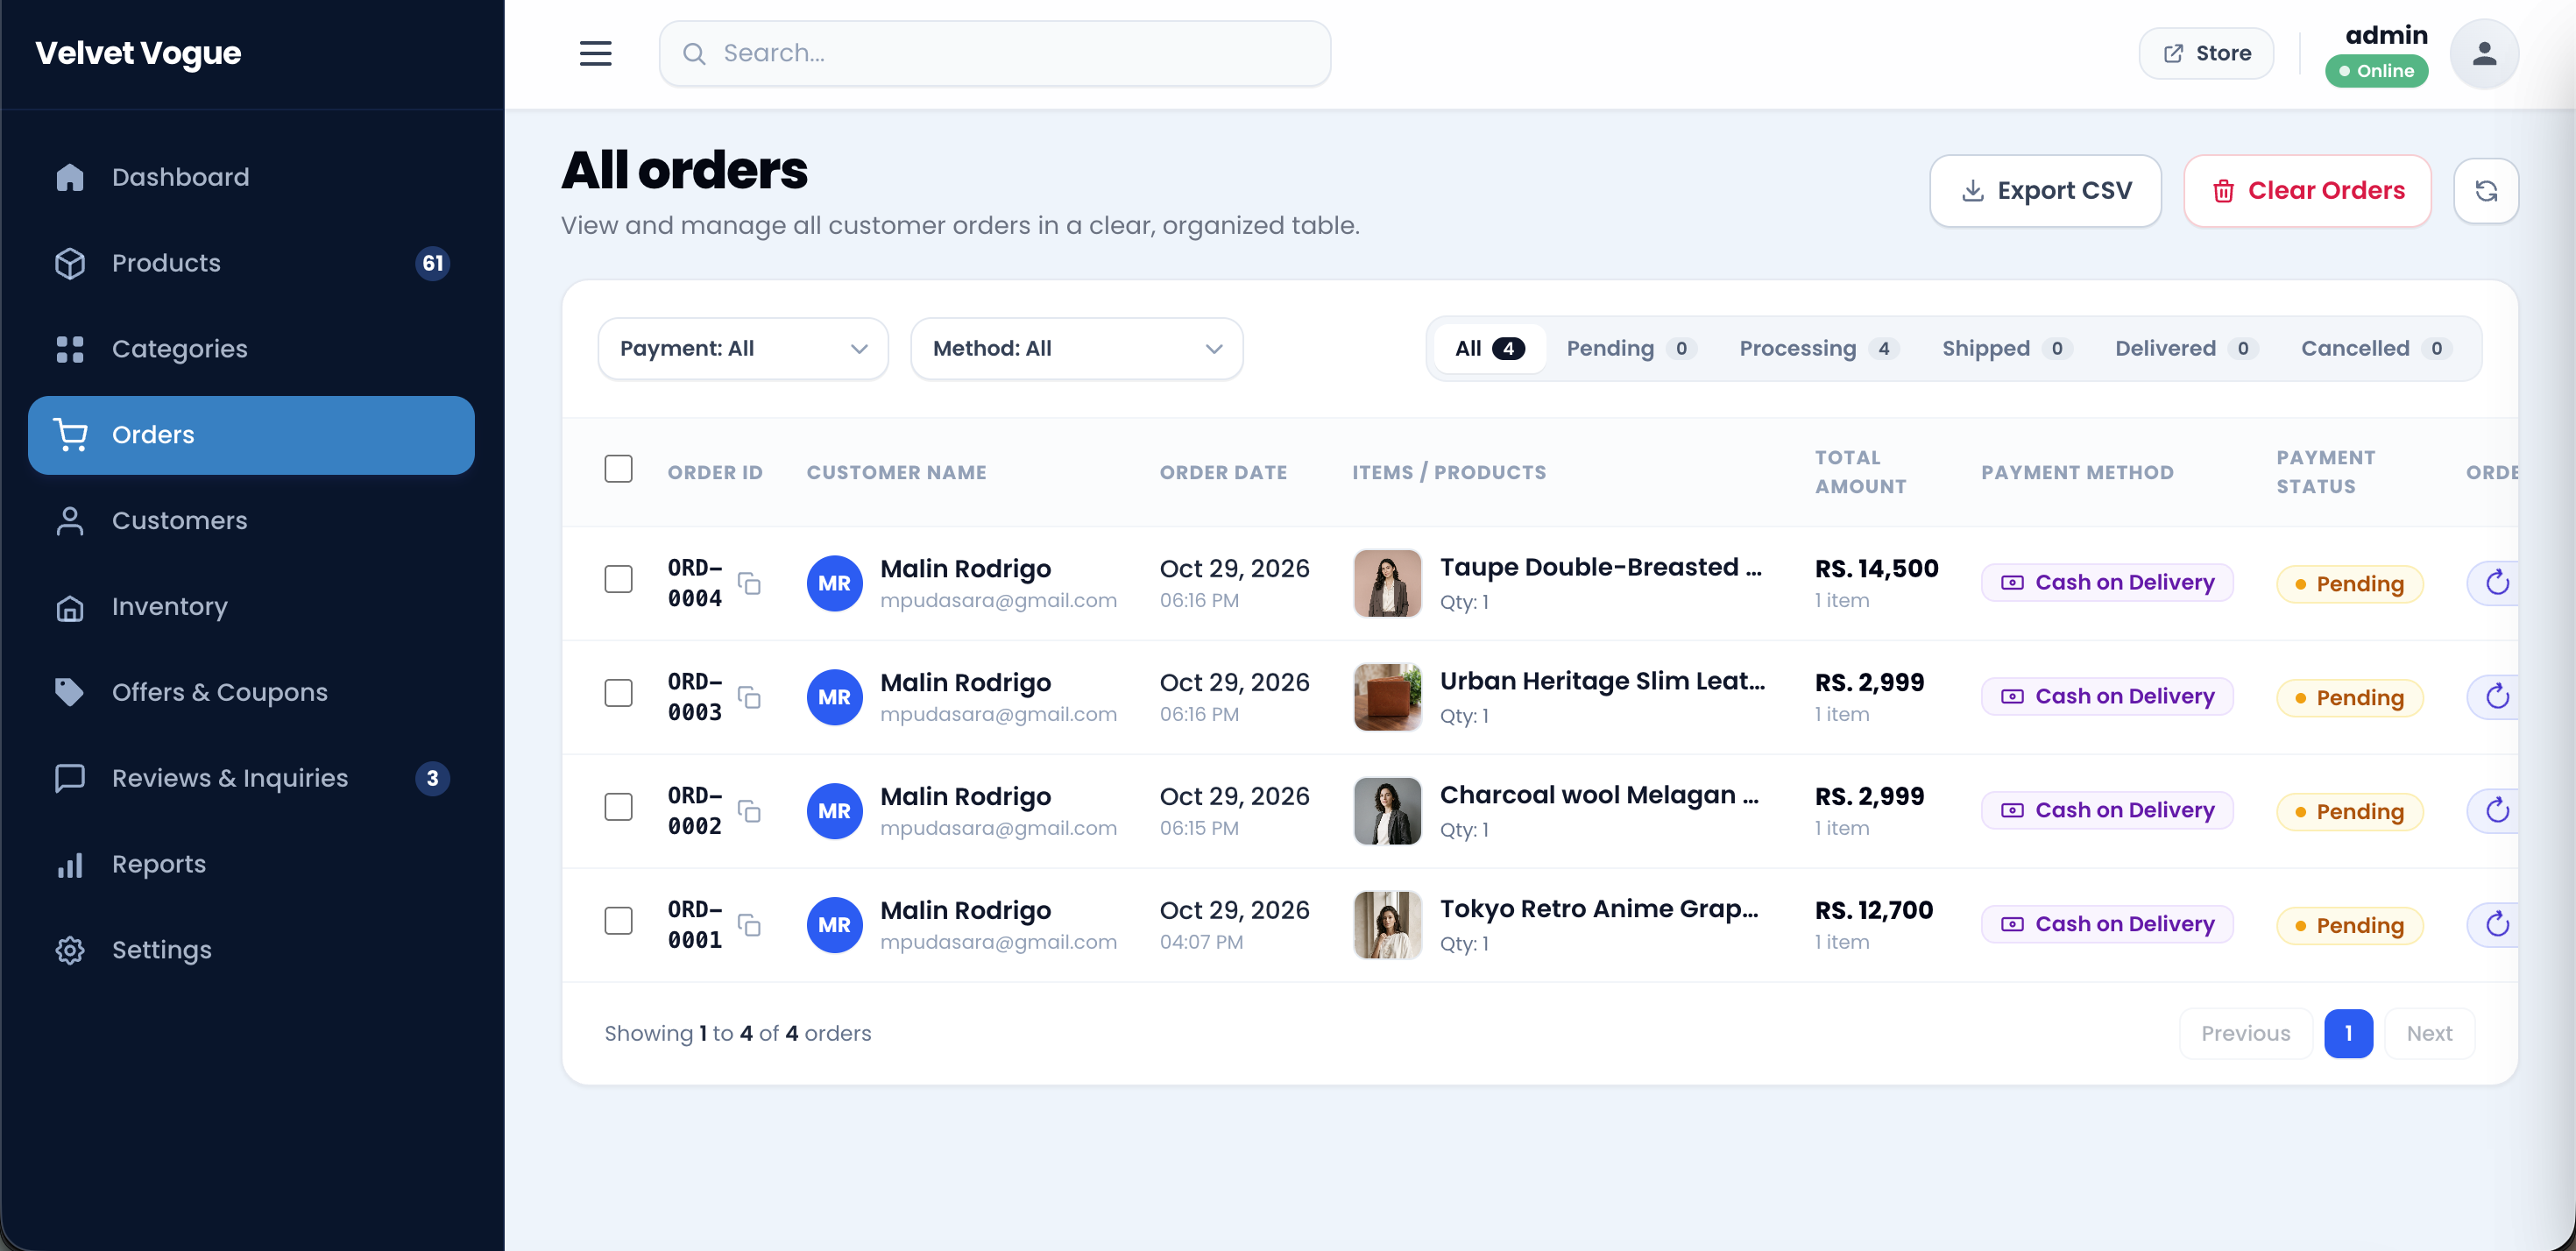 Velvet Vogue
Search...
Store
admin
Online
Dashboard
Products 61
Categories
Orders
Customers
Inventory
Offers & Coupons
Reviews & Inquiries 3
Reports
Settings
All orders
View and manage all customer orders in a clear, organized table.
Export CSV
Clear Orders
Payment: All
Method: All
All 4
Pending 0
Processing 4
Shipped 0
Delivered 0
Cancelled 0
ORDER ID
CUSTOMER NAME
ORDER DATE
ITEMS / PRODUCTS
TOTAL
AMOUNT
PAYMENT METHOD
PAYMENT
STATUS
ORDE
ORD-
0004
MR
Malin Rodrigo
mpudasara@gmail.com
Oct 29, 2026
06:16 PM
Taupe Double-Breasted ...
Qty: 1
RS. 14,500
1 item
Cash on Delivery
Pending
ORD-
0003
MR
Malin Rodrigo
mpudasara@gmail.com
Oct 29, 2026
06:16 PM
Urban Heritage Slim Leat...
Qty: 1
RS. 2,999
1 item
Cash on Delivery
Pending
ORD-
0002
MR
Malin Rodrigo
mpudasara@gmail.com
Oct 29, 2026
06:15 PM
Charcoal wool Melagan ...
Qty: 1
RS. 2,999
1 item
Cash on Delivery
Pending
ORD-
0001
MR
Malin Rodrigo
mpudasara@gmail.com
Oct 29, 2026
04:07 PM
Tokyo Retro Anime Grap...
Qty: 1
RS. 12,700
1 item
Cash on Delivery
Pending
Showing 1 to 4 of 4 orders
Previous
1
Next